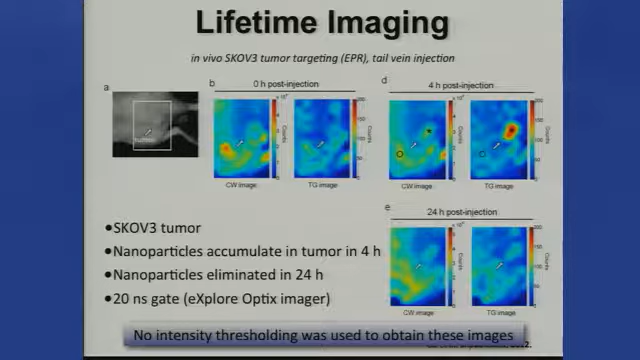 Lifetime Imaging
in vivo SKOV3 tumor targeting (EPR), tail vein injection
a
b
0 h post-injection
d
4 h post-injection
tumor
CW image
TG image
CW image
TG image
Counts
Counts
Counts
Counts
e
24 h post-injection
CW image
TG image
Counts
Counts
•SKOV3 tumor
•Nanoparticles accumulate in tumor in 4 h
•Nanoparticles eliminated in 24 h
•20 ns gate (eXplore Optix imager)
No intensity thresholding was used to obtain these images